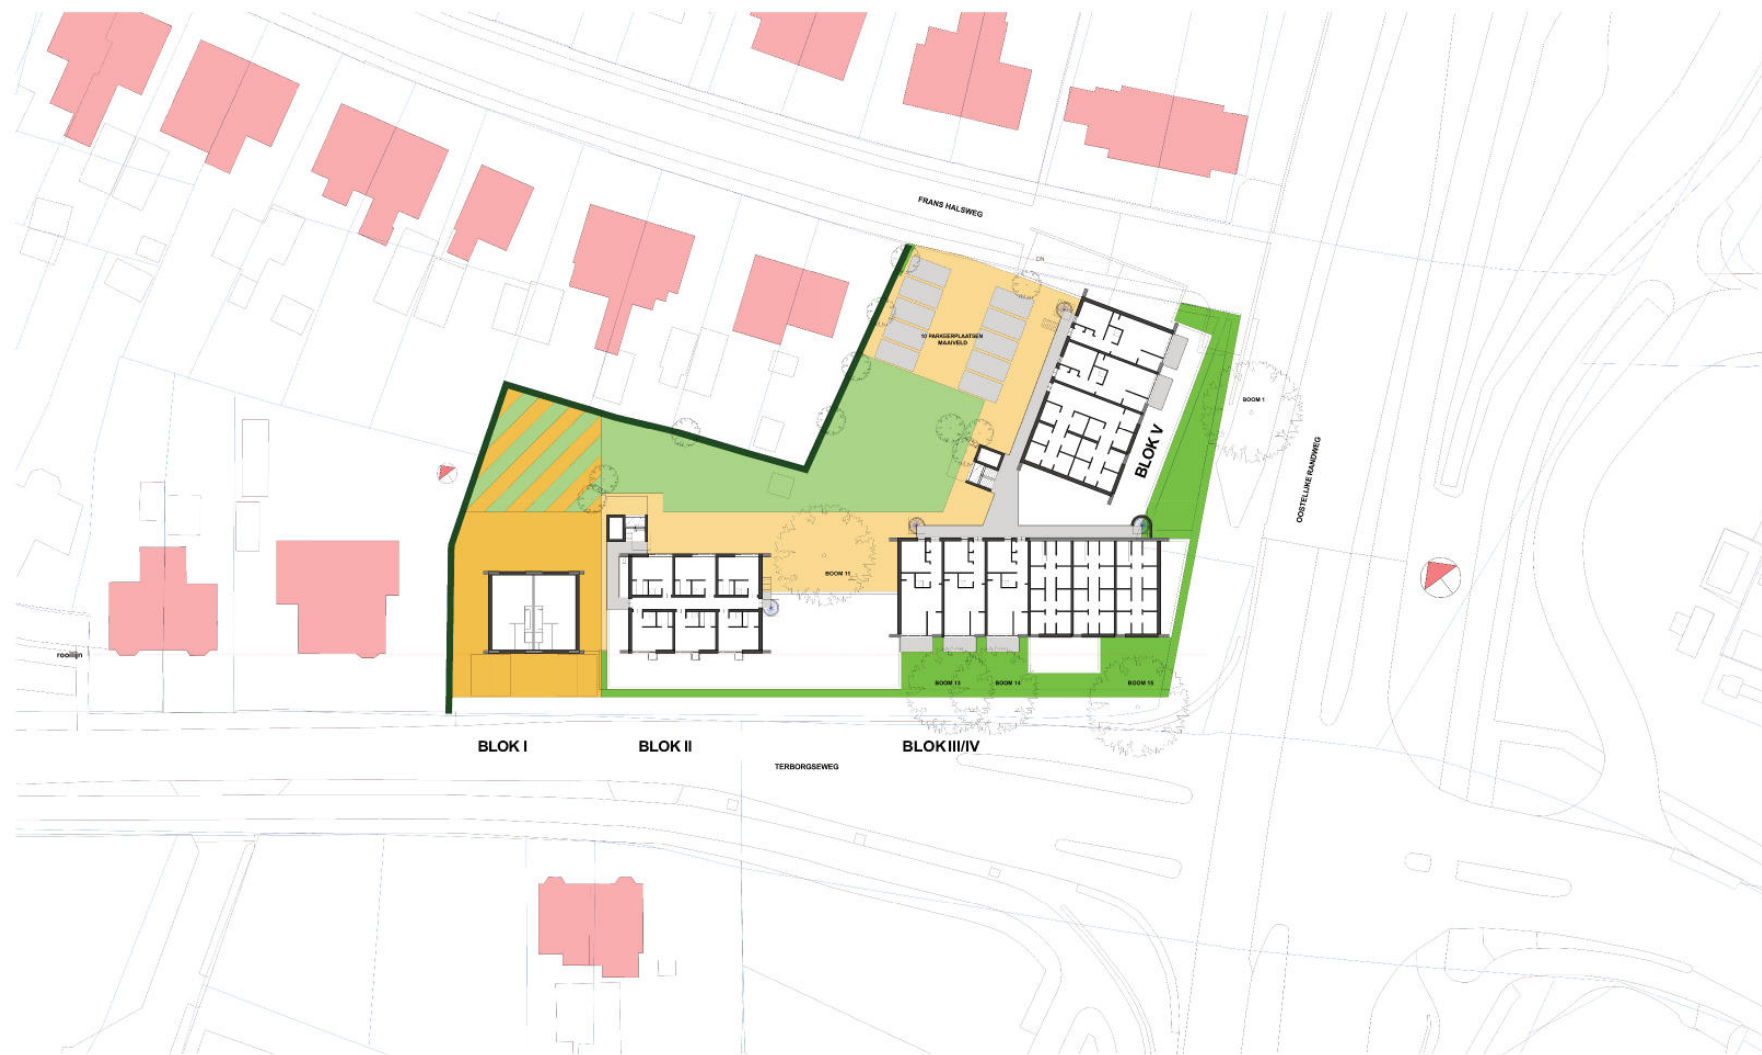 FRANS HALSWEG
10 PARKEERPLAATSEN
MAAIVELD
BOOM 1
BLOK V
OOSTELIJKE RANDWEG
BOOM 11
rooilijn
BOOM 13
BOOM 14
BOOM 15
BLOK I
BLOK II
BLOK III/IV
TERBORGSEWEG